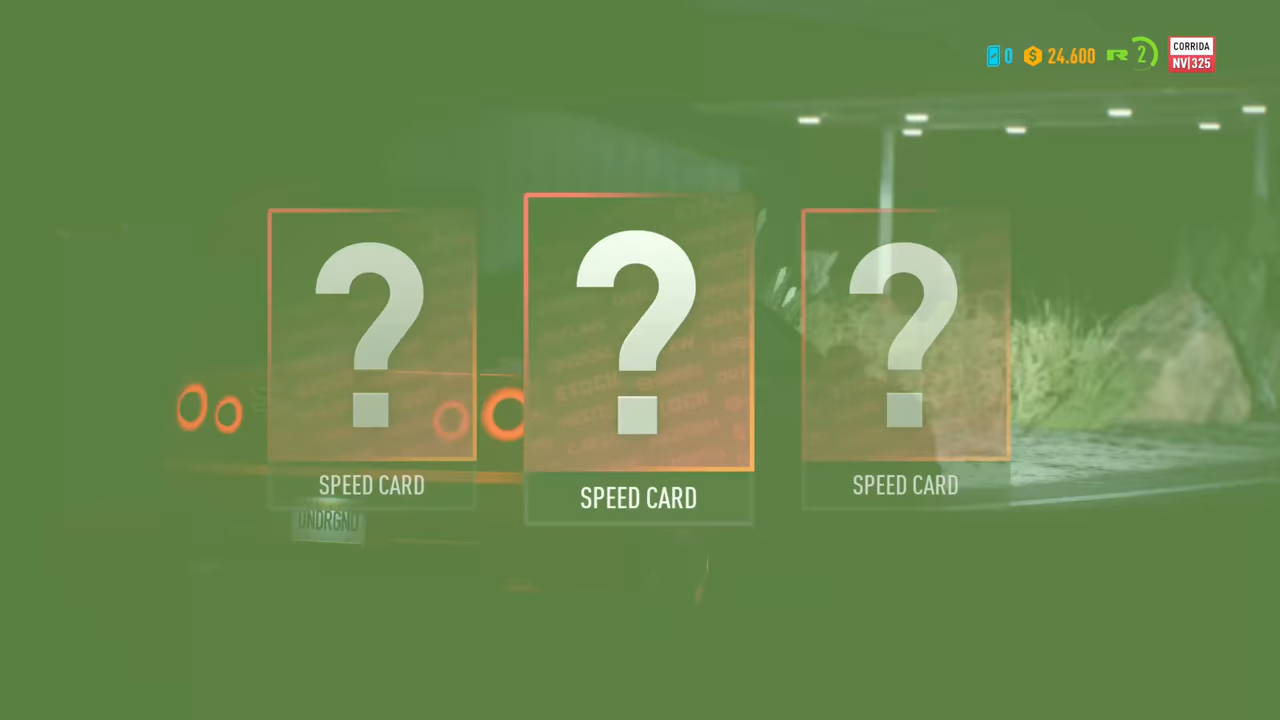 0 24.600 R 2 CORRIDA
NV|325
? ? ?
SPEED CARD SPEED CARD SPEED CARD
UNDRGND